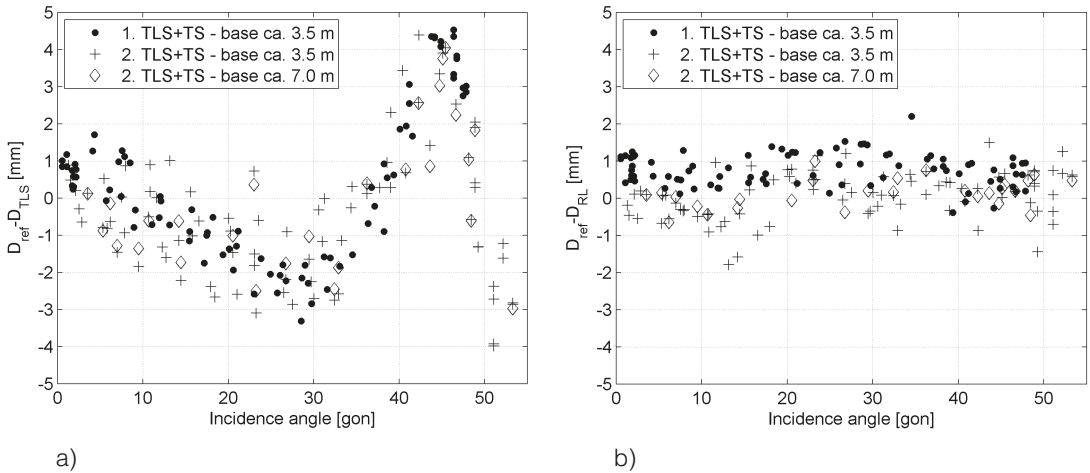 5
4
3
2
1
0
-1
-2
-3
-4
-5
D_ref-D_TLS [mm]
1. TLS+TS - base ca. 3.5 m
2. TLS+TS - base ca. 3.5 m
2. TLS+TS - base ca. 7.0 m
0 10 20 30 40 50
Incidence angle [gon]
a)
5
4
3
2
1
0
-1
-2
-3
-4
-5
D_ref-D_RL [mm]
1. TLS+TS - base ca. 3.5 m
2. TLS+TS - base ca. 3.5 m
2. TLS+TS - base ca. 7.0 m
0 10 20 30 40 50
Incidence angle [gon]
b)